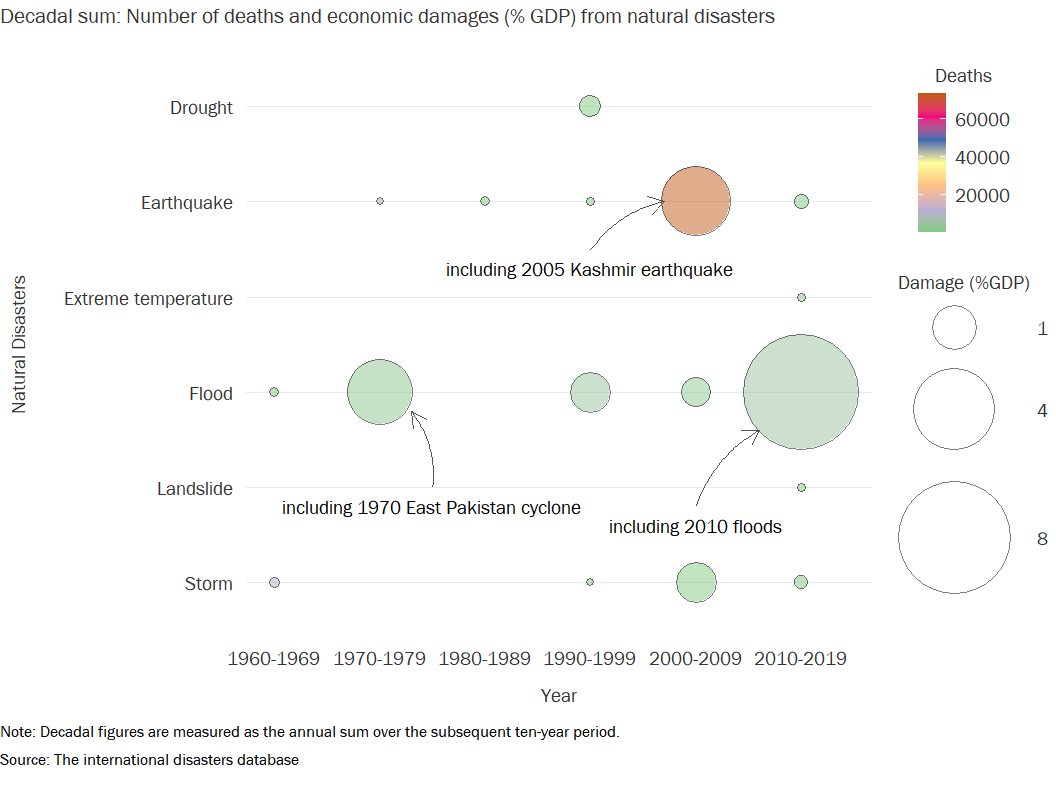 Decadal sum: Number of deaths and economic damages (% GDP) from natural disasters
Deaths
60000
40000
20000
Damage (%GDP)
1
4
8
Natural Disasters
Drought
Earthquake
including 2005 Kashmir earthquake
Extreme temperature
Flood
Landslide
including 1970 East Pakistan cyclone
including 2010 floods
Storm
1960-1969 1970-1979 1980-1989 1990-1999 2000-2009 2010-2019
Year
Note: Decadal figures are measured as the annual sum over the subsequent ten-year period.
Source: The international disasters database